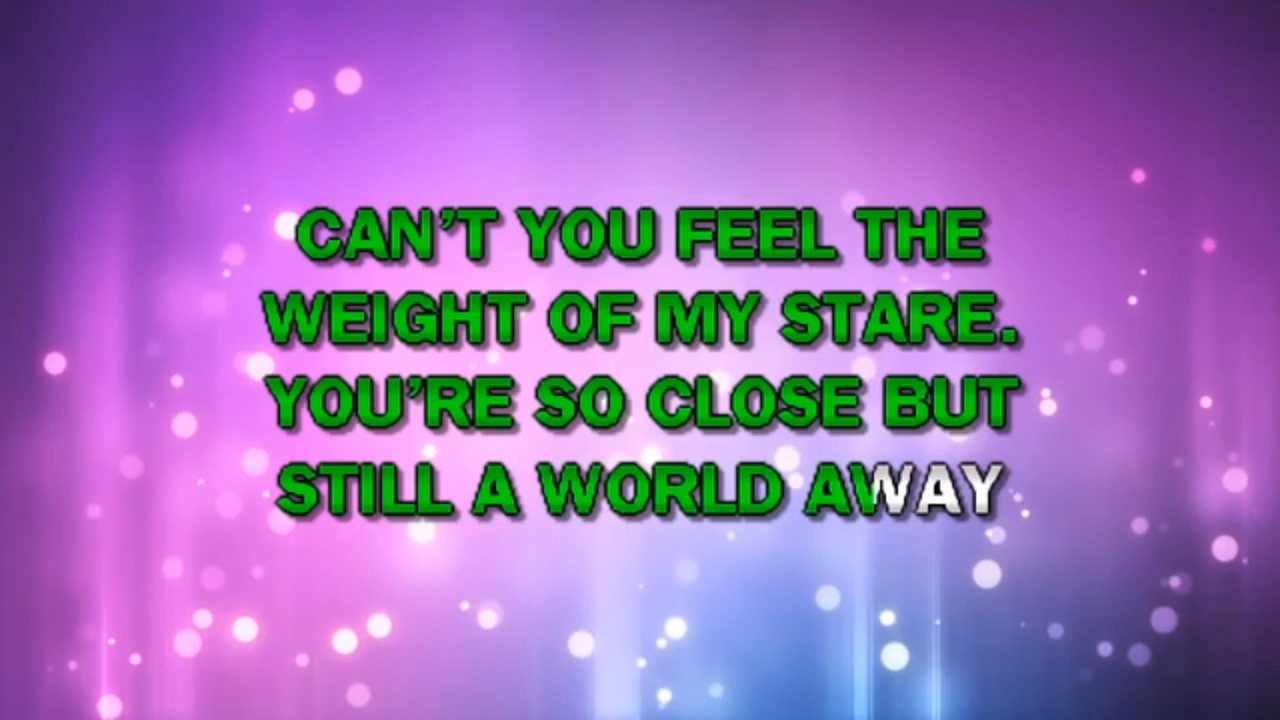 CAN’T YOU FEEL THE
WEIGHT OF MY STARE.
YOU’RE SO CLOSE BUT
STILL A WORLD AWAY